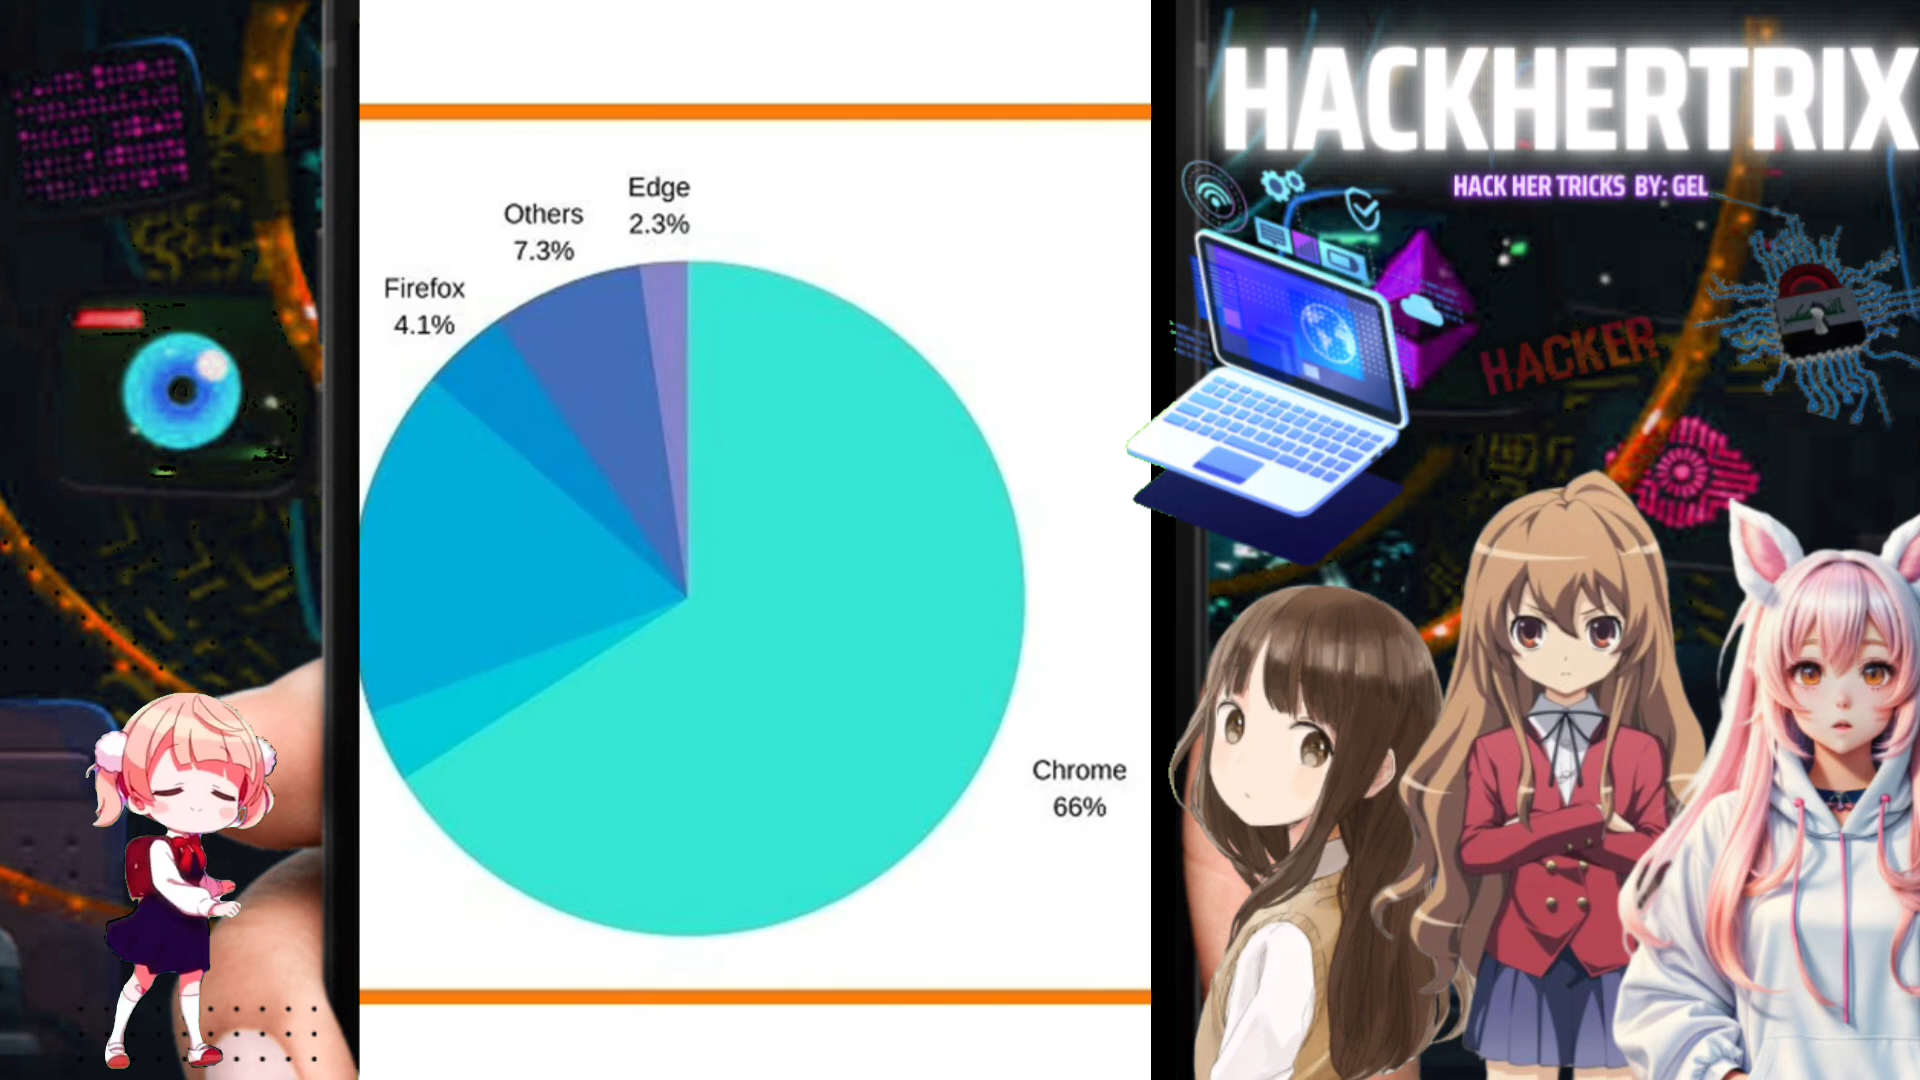 HACKHERTRIX
HACK HER TRICKS BY: GEL
Edge
2.3%
Others
7.3%
Firefox
4.1%
HACKER
Chrome
66%